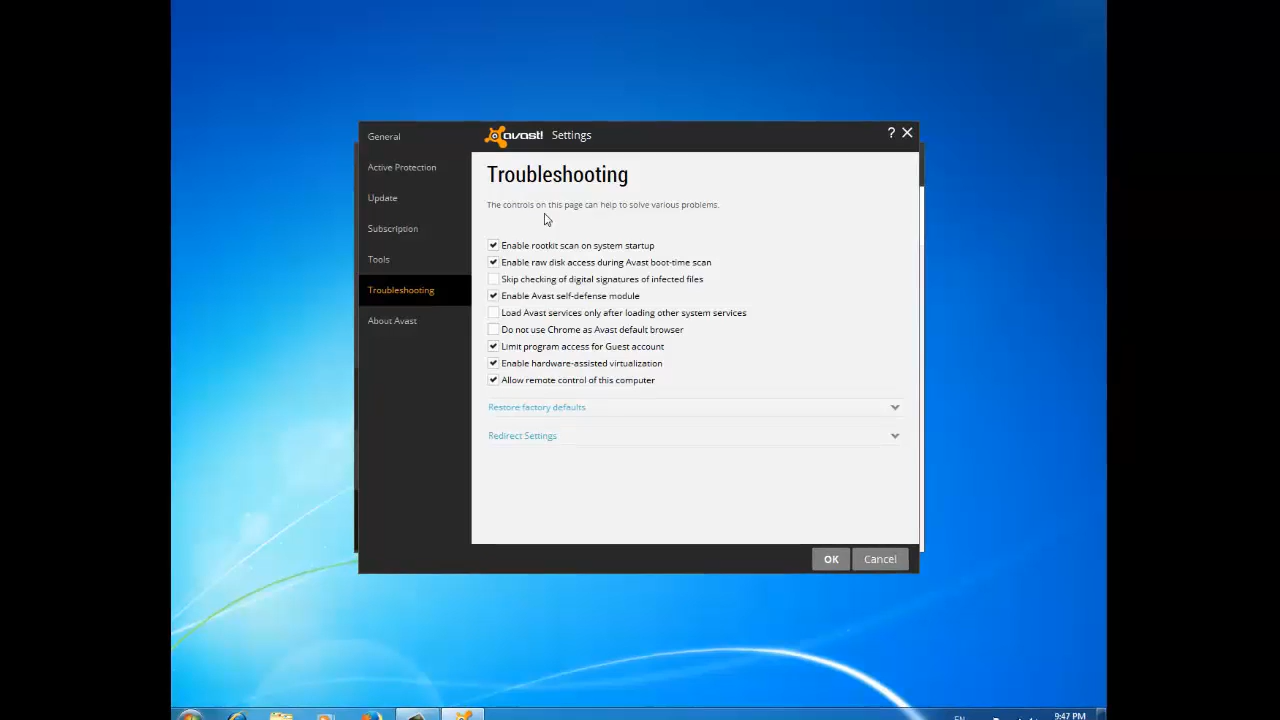 General
Active Protection
Update
Subscription
Tools
Troubleshooting
About Avast
avast! Settings
? 
Troubleshooting
The controls on this page can help to solve various problems.
Enable rootkit scan on system startup
Enable raw disk access during Avast boot-time scan
Skip checking of digital signatures of infected files
Enable Avast self-defense module
Load Avast services only after loading other system services
Do not use Chrome as Avast default browser
Limit program access for Guest account
Enable hardware-assisted virtualization
Allow remote control of this computer
Restore factory defaults
Redirect Settings
OK Cancel
EN 9:47 PM